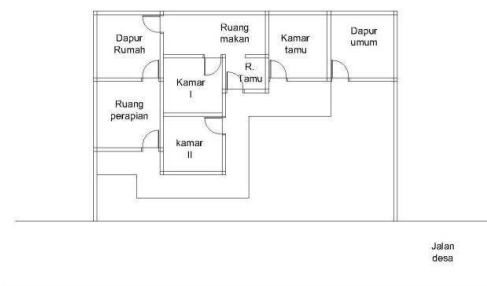 Dapur
Rumah
Ruang
makan
Kamar
tamu
Dapur
umum
R.
Tamu
Kamar
I
Ruang
perapian
kamar
II
Jalan
desa